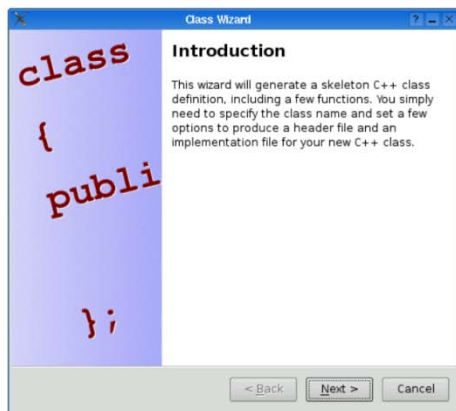 Class Wizard
class
{
publi
};
Introduction
This wizard will generate a skeleton C++ class
definition, including a few functions. You simply
need to specify the class name and set a few
options to produce a header file and an
implementation file for your new C++ class.
< Back
Next >
Cancel